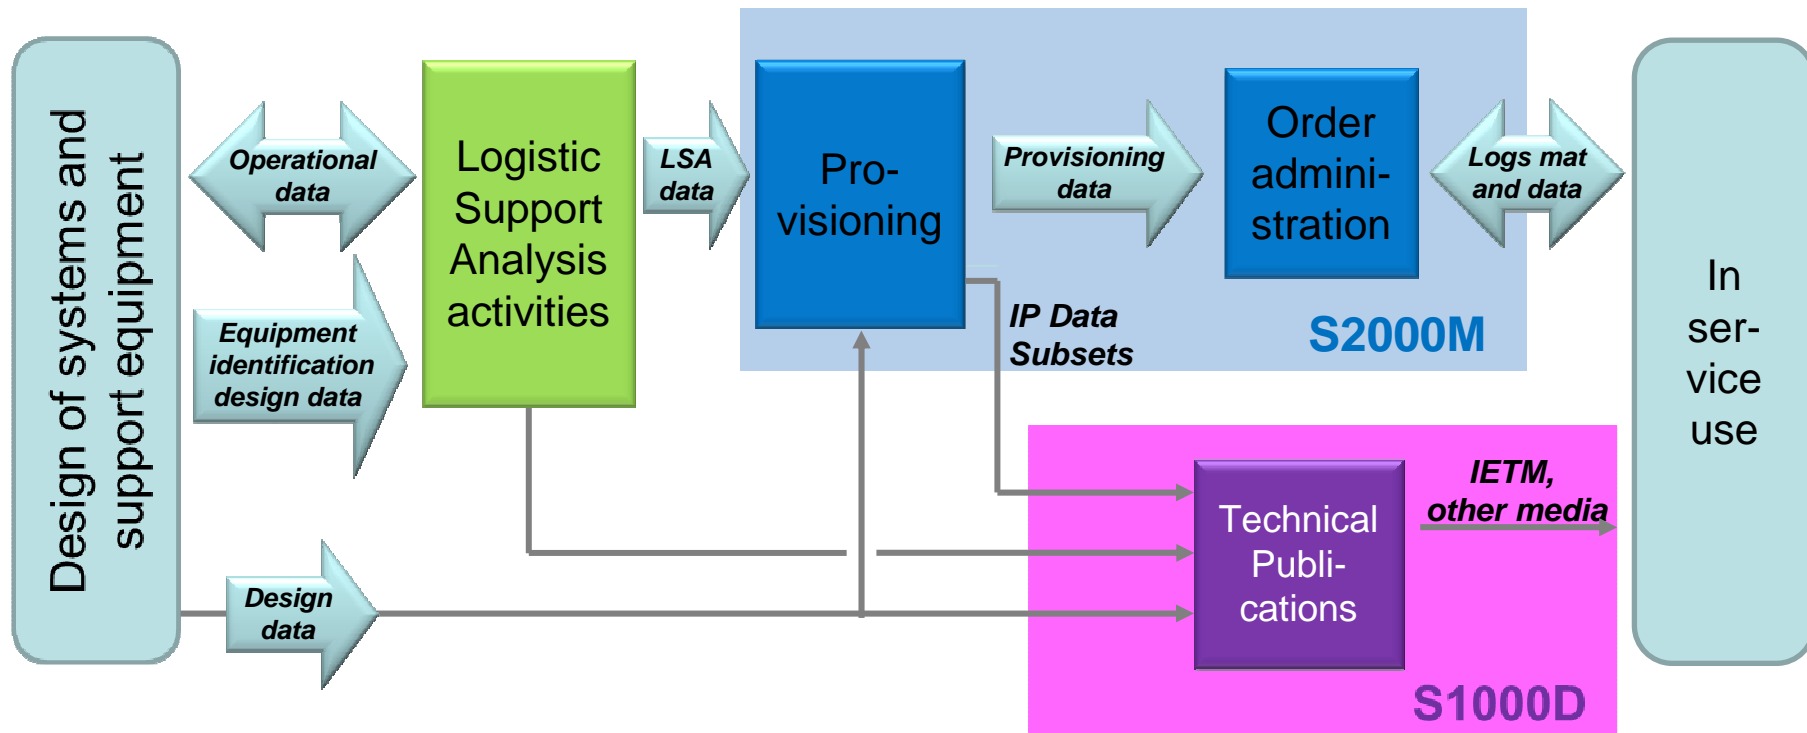 Design of systems and
support equipment
Operational
data
Equipment
identification
design data
Design
data
Logistic
Support
Analysis
activities
LSA
data
Pro-
visioning
Provisioning
data
Order
admini-
stration
Logs mat
and data
IP Data
Subsets
S2000M
In
ser-
vice
use
Technical
Publi-
cations
IETM,
other media
S1000D